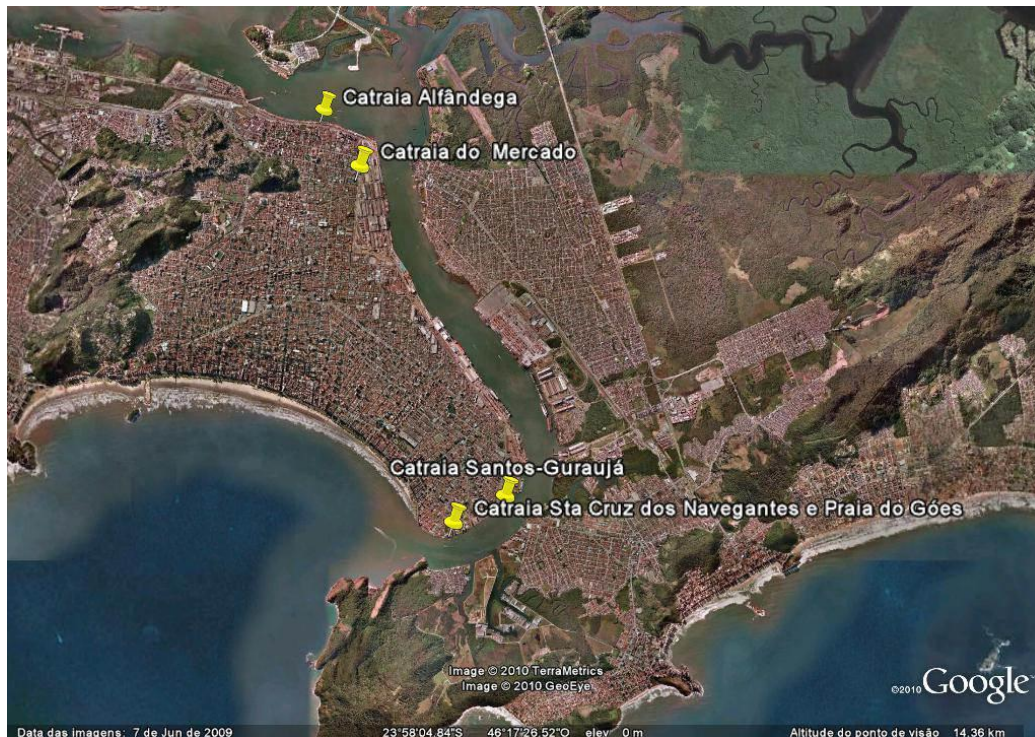 Catraia Alfândega
Catraia do Mercado
Catraia Santos-Guraujá
Catraia Sta Cruz dos Navegantes e Praia do Góes
Image © 2010 TerraMetrics
Image © 2010 GeoEye
©2010 Google
Data das imagens: 7 de Jun de 2009 23°58'04.84"S 46°17'26.52"O elev 0 m Altitude do ponto de visão 14.36 km